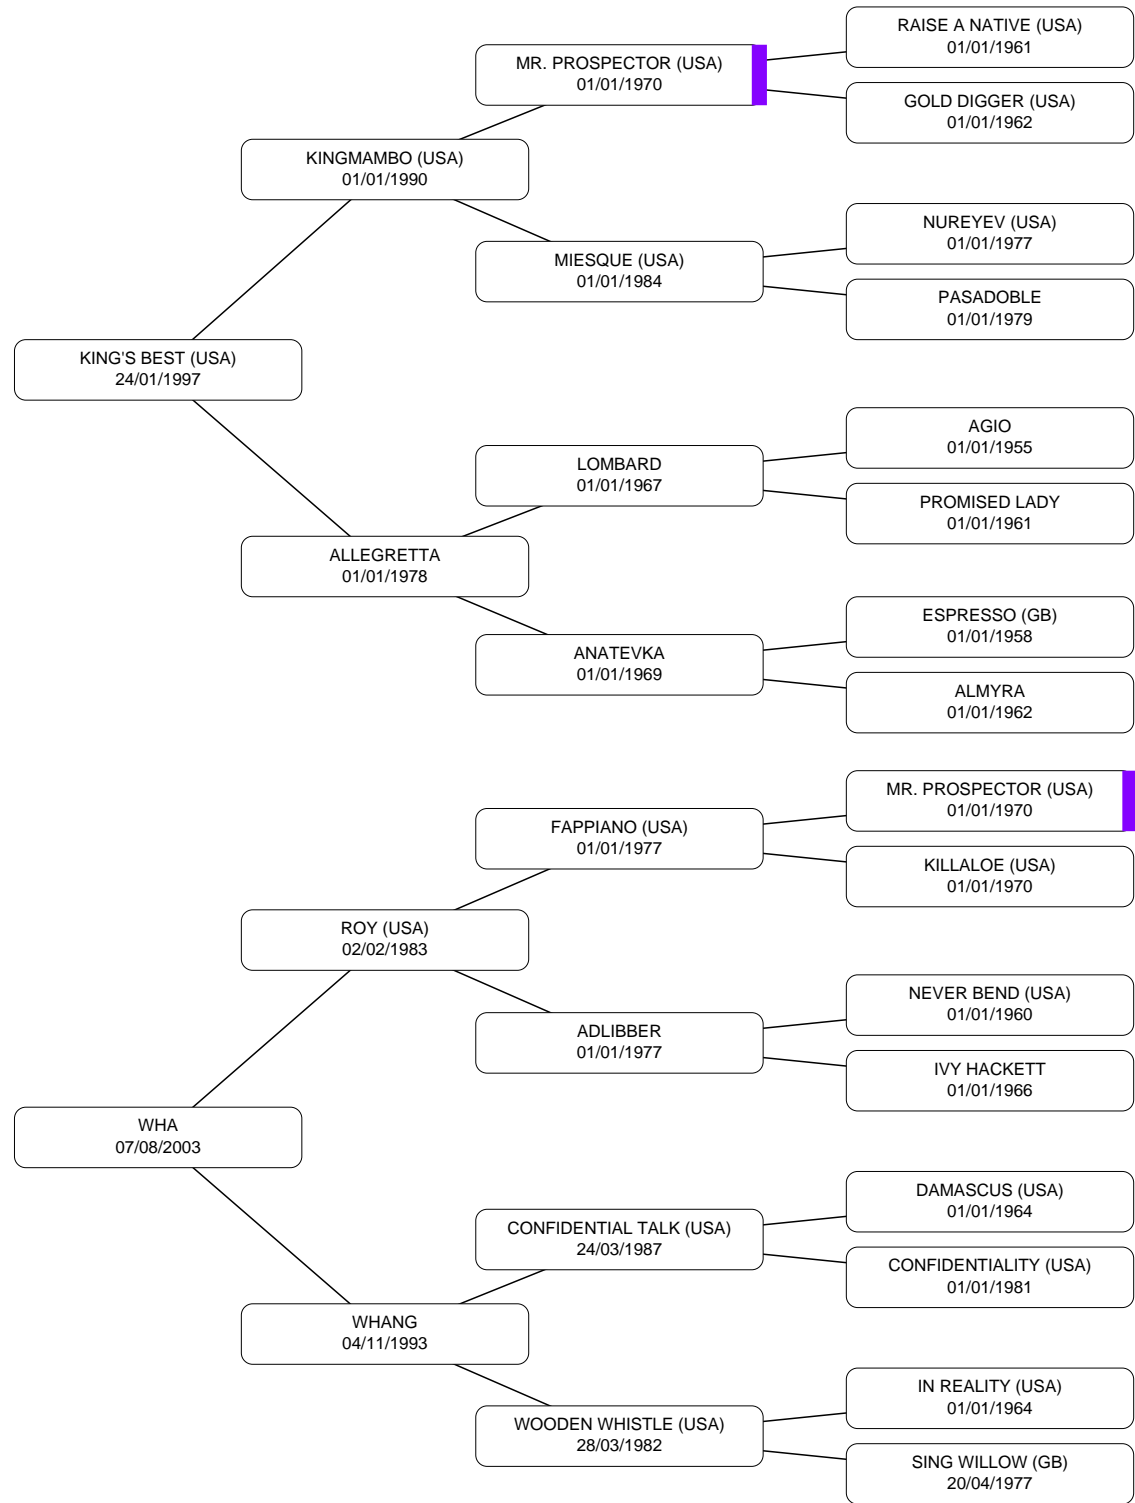 RAISE A NATIVE (USA)
01/01/1961
MR. PROSPECTOR (USA)
01/01/1970
GOLD DIGGER (USA)
01/01/1962
KINGMAMBO (USA)
01/01/1990
NUREYEV (USA)
01/01/1977
MIESQUE (USA)
01/01/1984
PASADOBLE
01/01/1979
KING'S BEST (USA)
24/01/1997
AGIO
01/01/1955
LOMBARD
01/01/1967
PROMISED LADY
01/01/1961
ALLEGRETTA
01/01/1978
ESPRESSO (GB)
01/01/1958
ANATEVKA
01/01/1969
ALMYRA
01/01/1962
MR. PROSPECTOR (USA)
01/01/1970
FAPPIANO (USA)
01/01/1977
KILLALOE (USA)
01/01/1970
ROY (USA)
02/02/1983
NEVER BEND (USA)
01/01/1960
ADLIBBER
01/01/1977
IVY HACKETT
01/01/1966
WHA
07/08/2003
DAMASCUS (USA)
01/01/1964
CONFIDENTIAL TALK (USA)
24/03/1987
CONFIDENTIALITY (USA)
01/01/1981
WHANG
04/11/1993
IN REALITY (USA)
01/01/1964
WOODEN WHISTLE (USA)
28/03/1982
SING WILLOW (GB)
20/04/1977